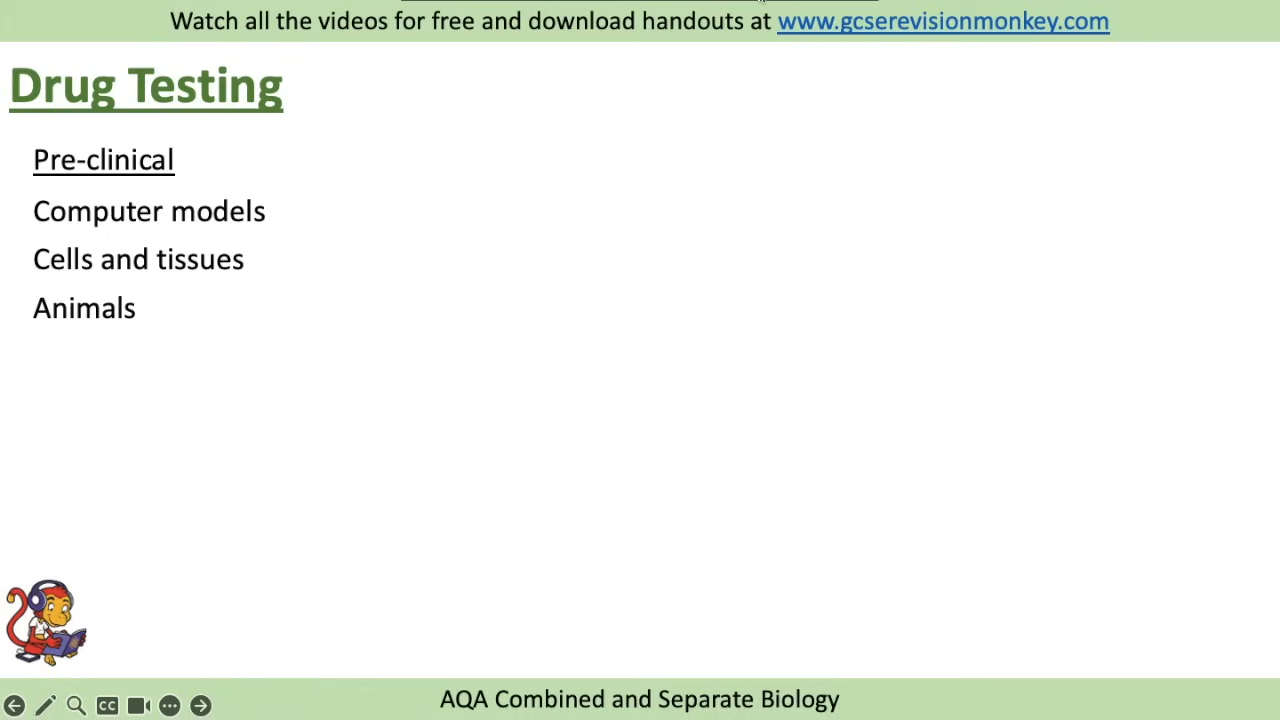 Watch all the videos for free and download handouts at www.gcserevisionmonkey.com
Drug Testing
Pre-clinical
Computer models
Cells and tissues
Animals
CC
AQA Combined and Separate Biology